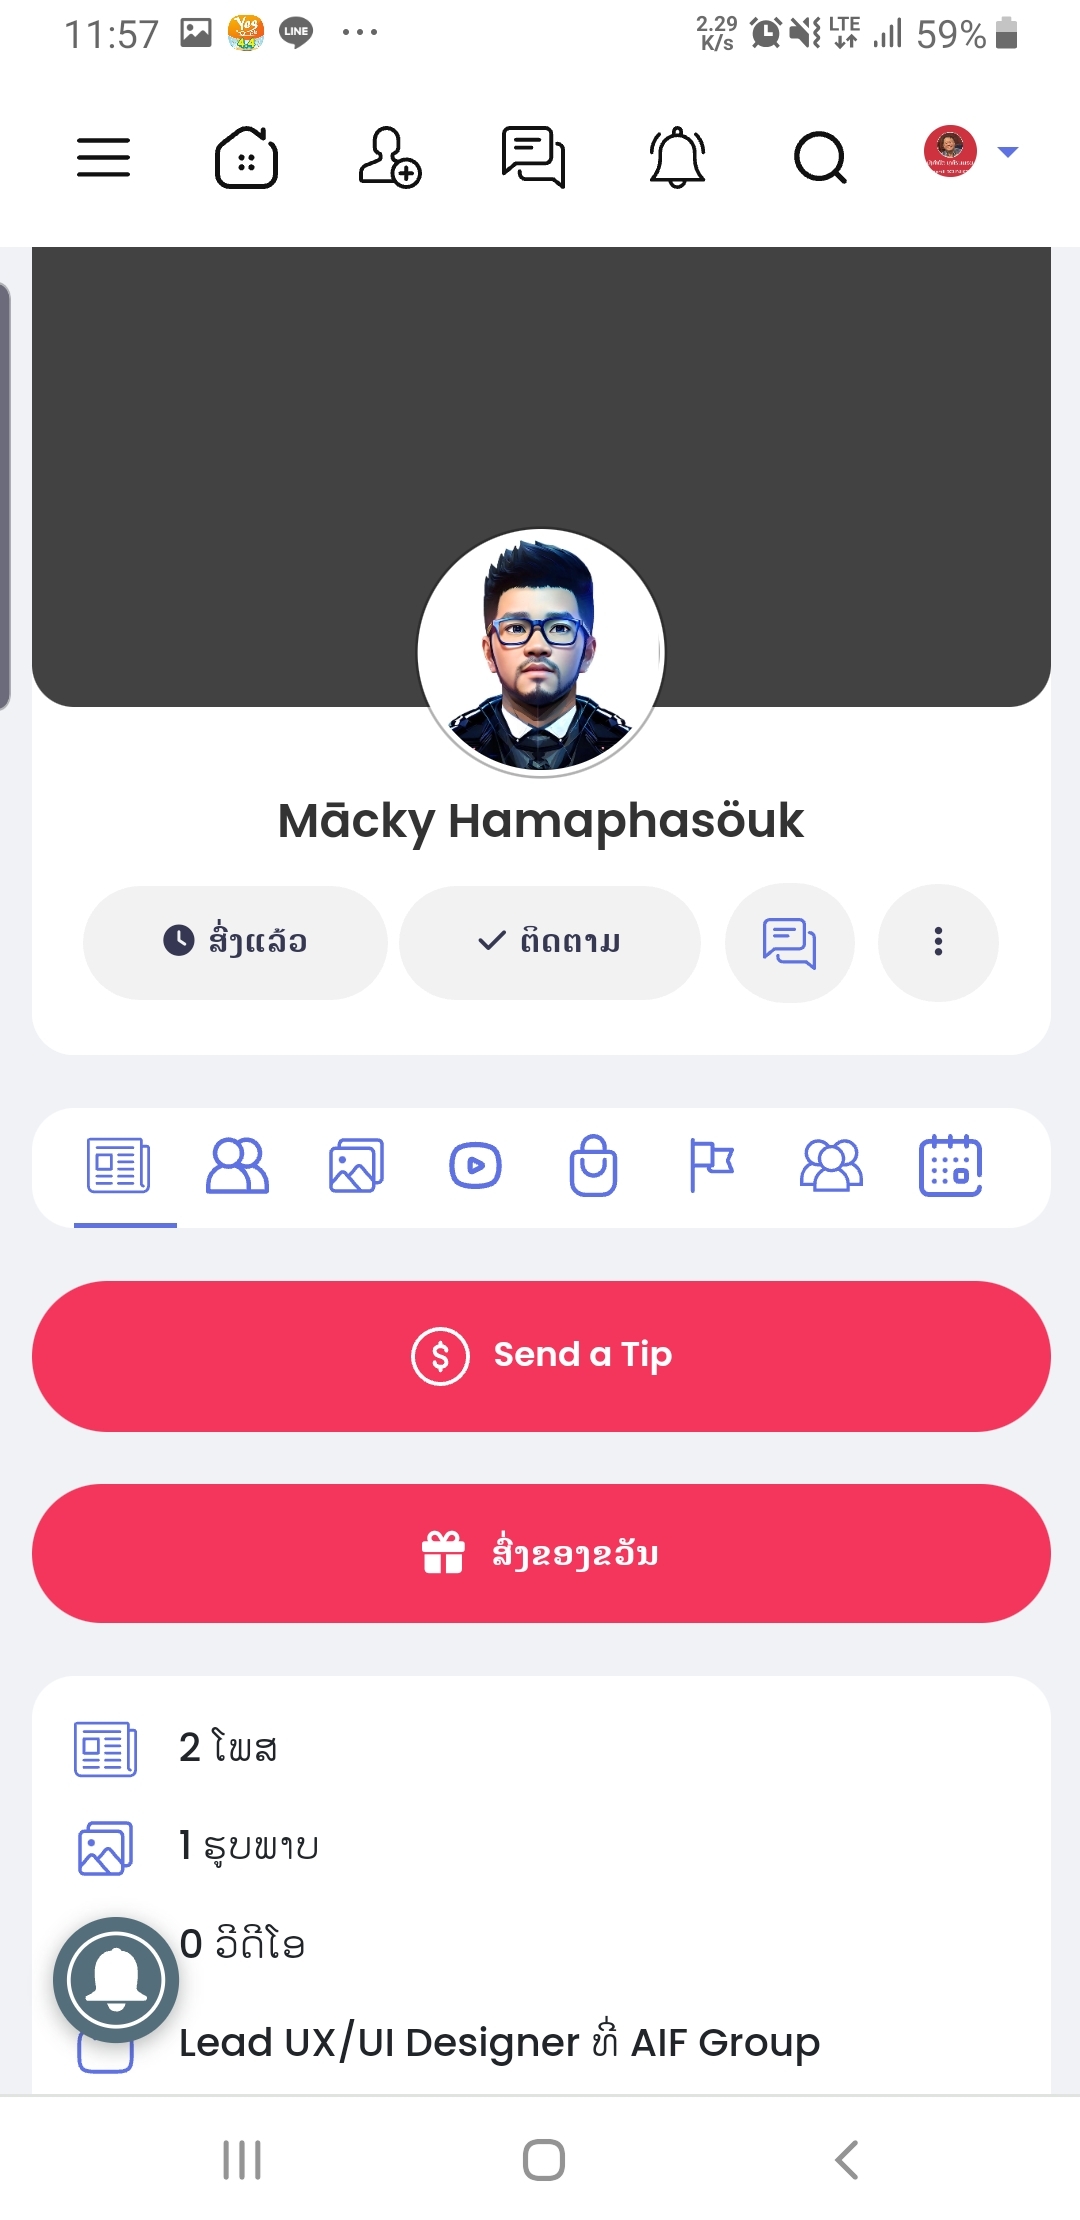 11:57
LINE
2.29
K/s
LTE
59%
Mācky Hamaphasöuk
ສົ່ງແລ້ວ
ຕິດຕາມ
Send a Tip
ສົ່ງຂອງຂວັນ
2 ໂພສ
1 ຮູບພາບ
0 ວີດີໂອ
Lead UX/UI Designer ທີ່ AIF Group